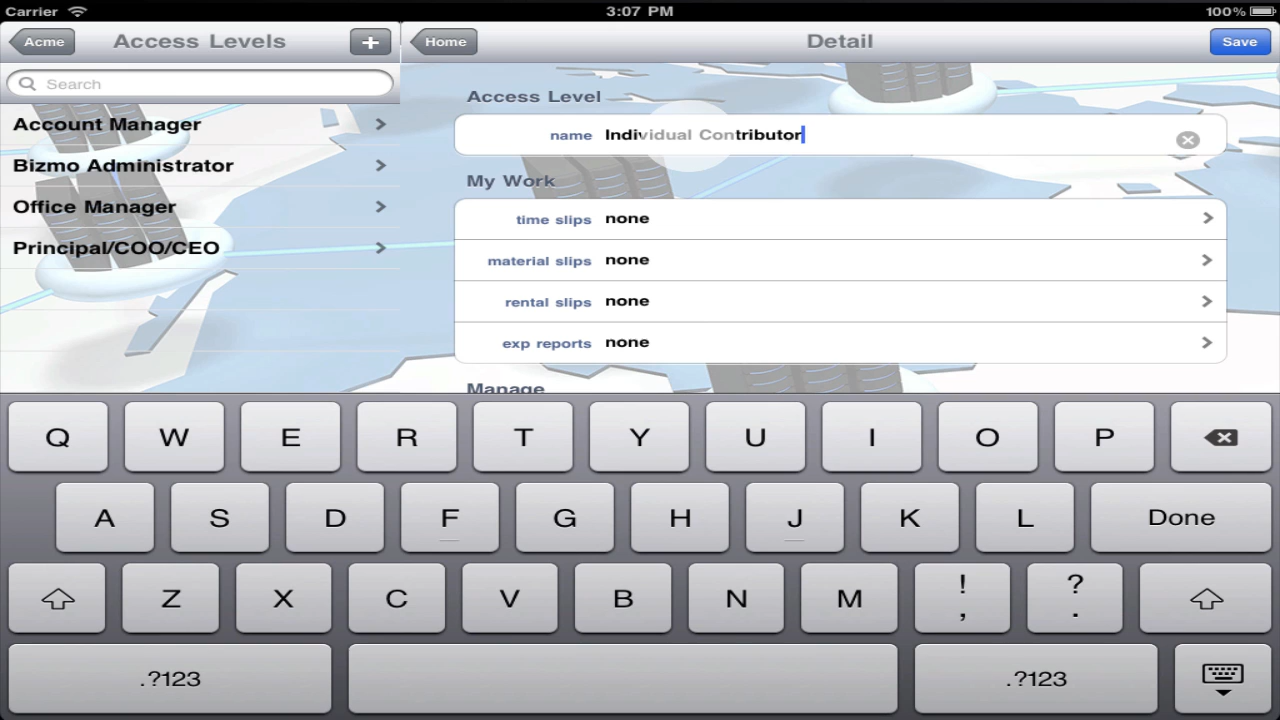 Carrier 3:07 PM 100%
Acme Access Levels + Home Detail Save
Search
Access Level
Account Manager
name Individual Contributor
Bizmo Administrator
My Work
Office Manager
time slips none
Principal/COO/CEO
material slips none
rental slips none
exp reports none
Manage
Q W E R T Y U I O P
A S D F G H J K L Done
Z X C V B N M ! , ? .
.?123 .?123